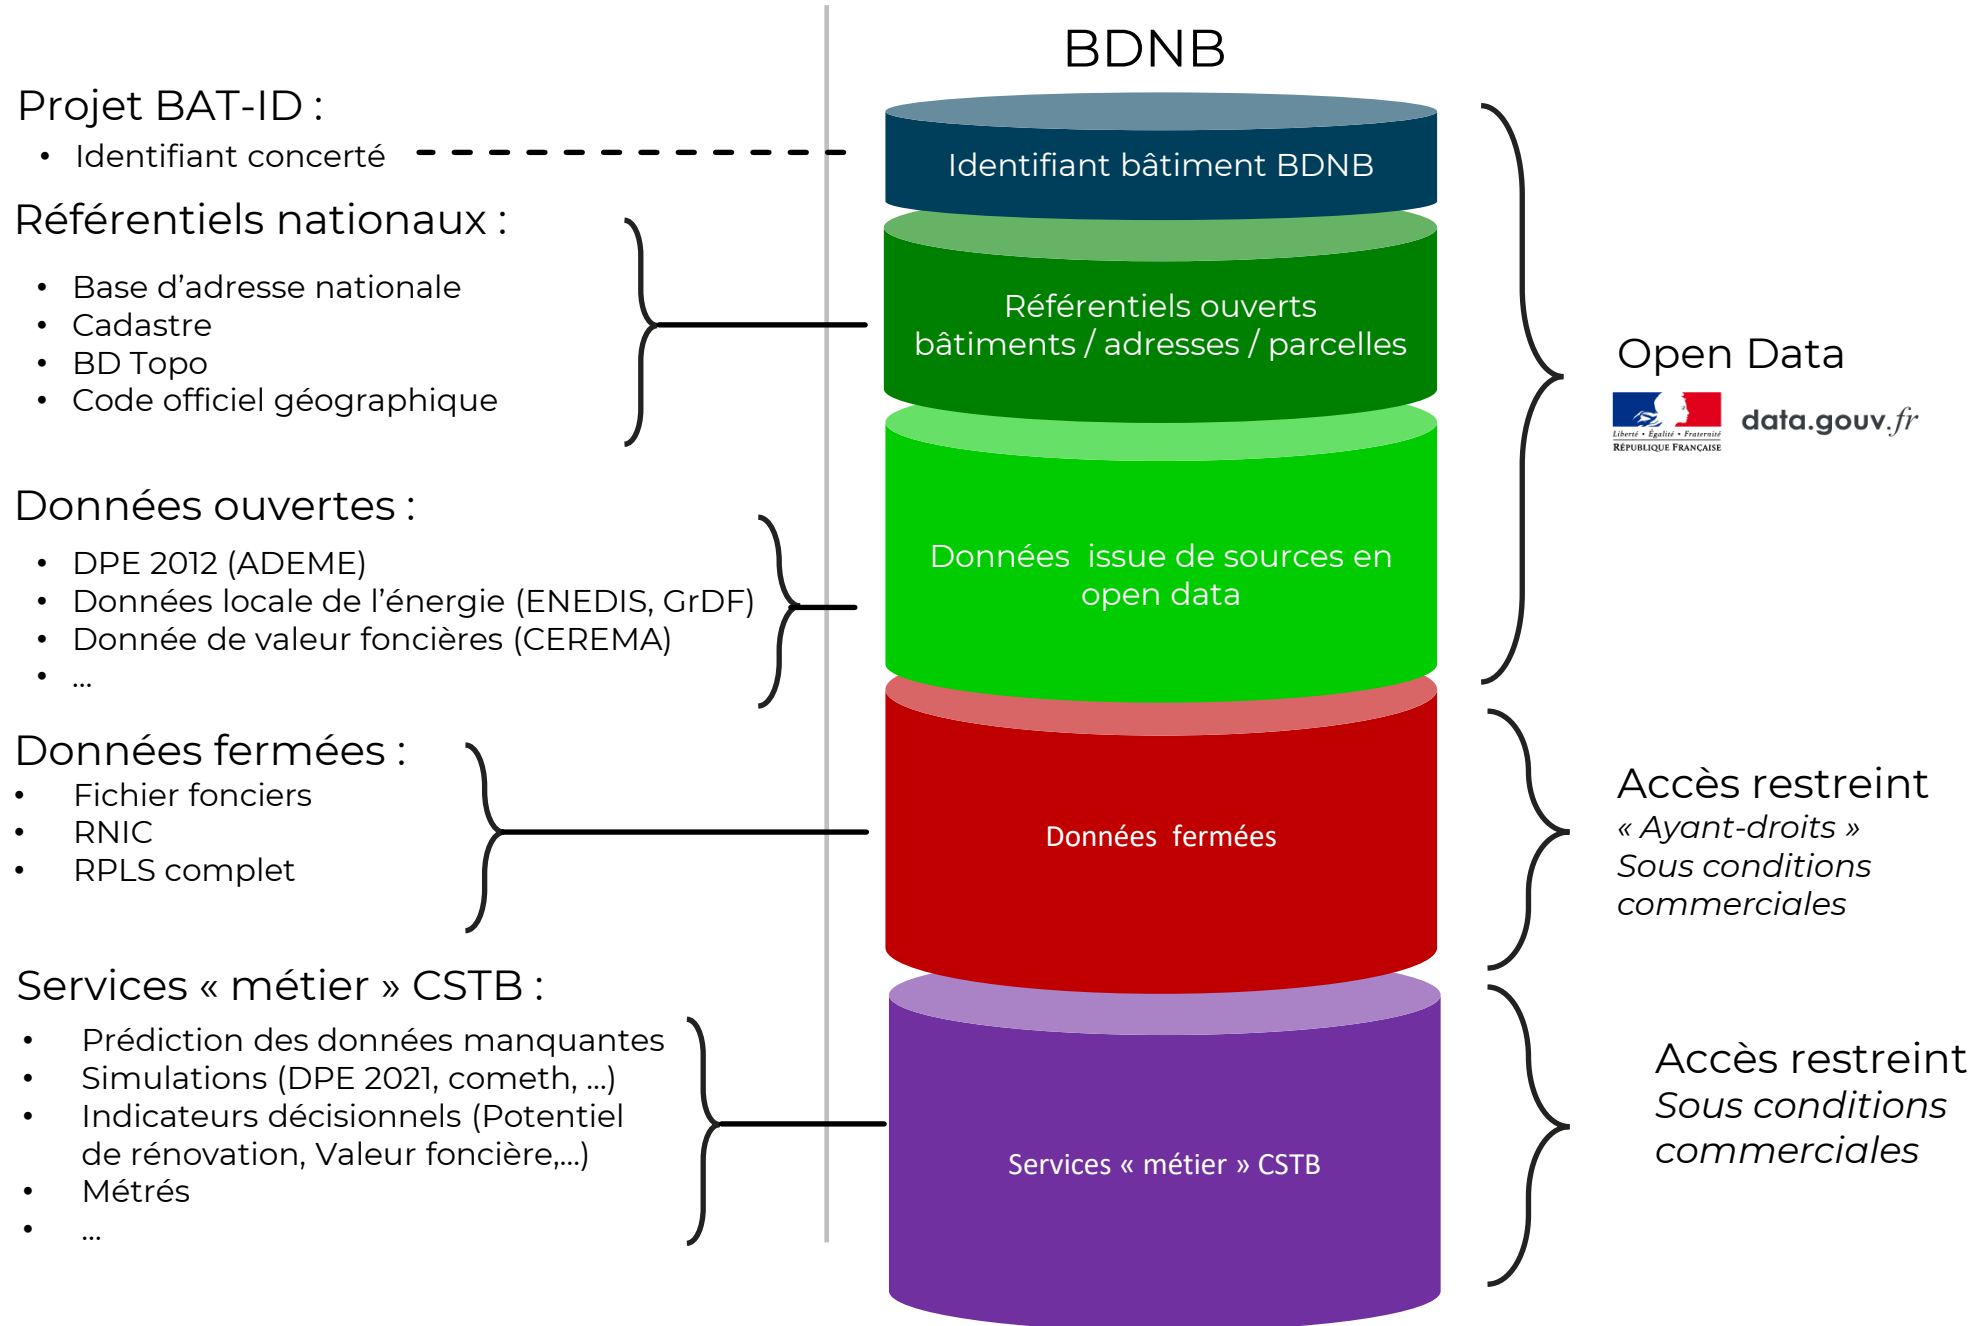 BDNB
Projet BAT-ID :
• Identifiant concerté
Identifiant bâtiment BDNB
Référentiels nationaux :
• Base d’adresse nationale
• Cadastre
• BD Topo
• Code officiel géographique
Référentiels ouverts
bâtiments / adresses / parcelles
Open Data
Liberté • Égalité • Fraternité
RÉPUBLIQUE FRANÇAISE
data.gouv.fr
Données ouvertes :
• DPE 2012 (ADEME)
• Données locale de l’énergie (ENEDIS, GrDF)
• Donnée de valeur foncières (CEREMA)
• ...
Données  issue de sources en
open data
Données fermées :
• Fichier fonciers
• RNIC
• RPLS complet
Données  fermées
Accès restreint
« Ayant-droits »
Sous conditions
commerciales
Services « métier » CSTB :
• Prédiction des données manquantes
• Simulations (DPE 2021, cometh, ...)
• Indicateurs décisionnels (Potentiel
de rénovation, Valeur foncière,...)
• Métrés
• ...
Services « métier » CSTB
Accès restreint
Sous conditions
commerciales